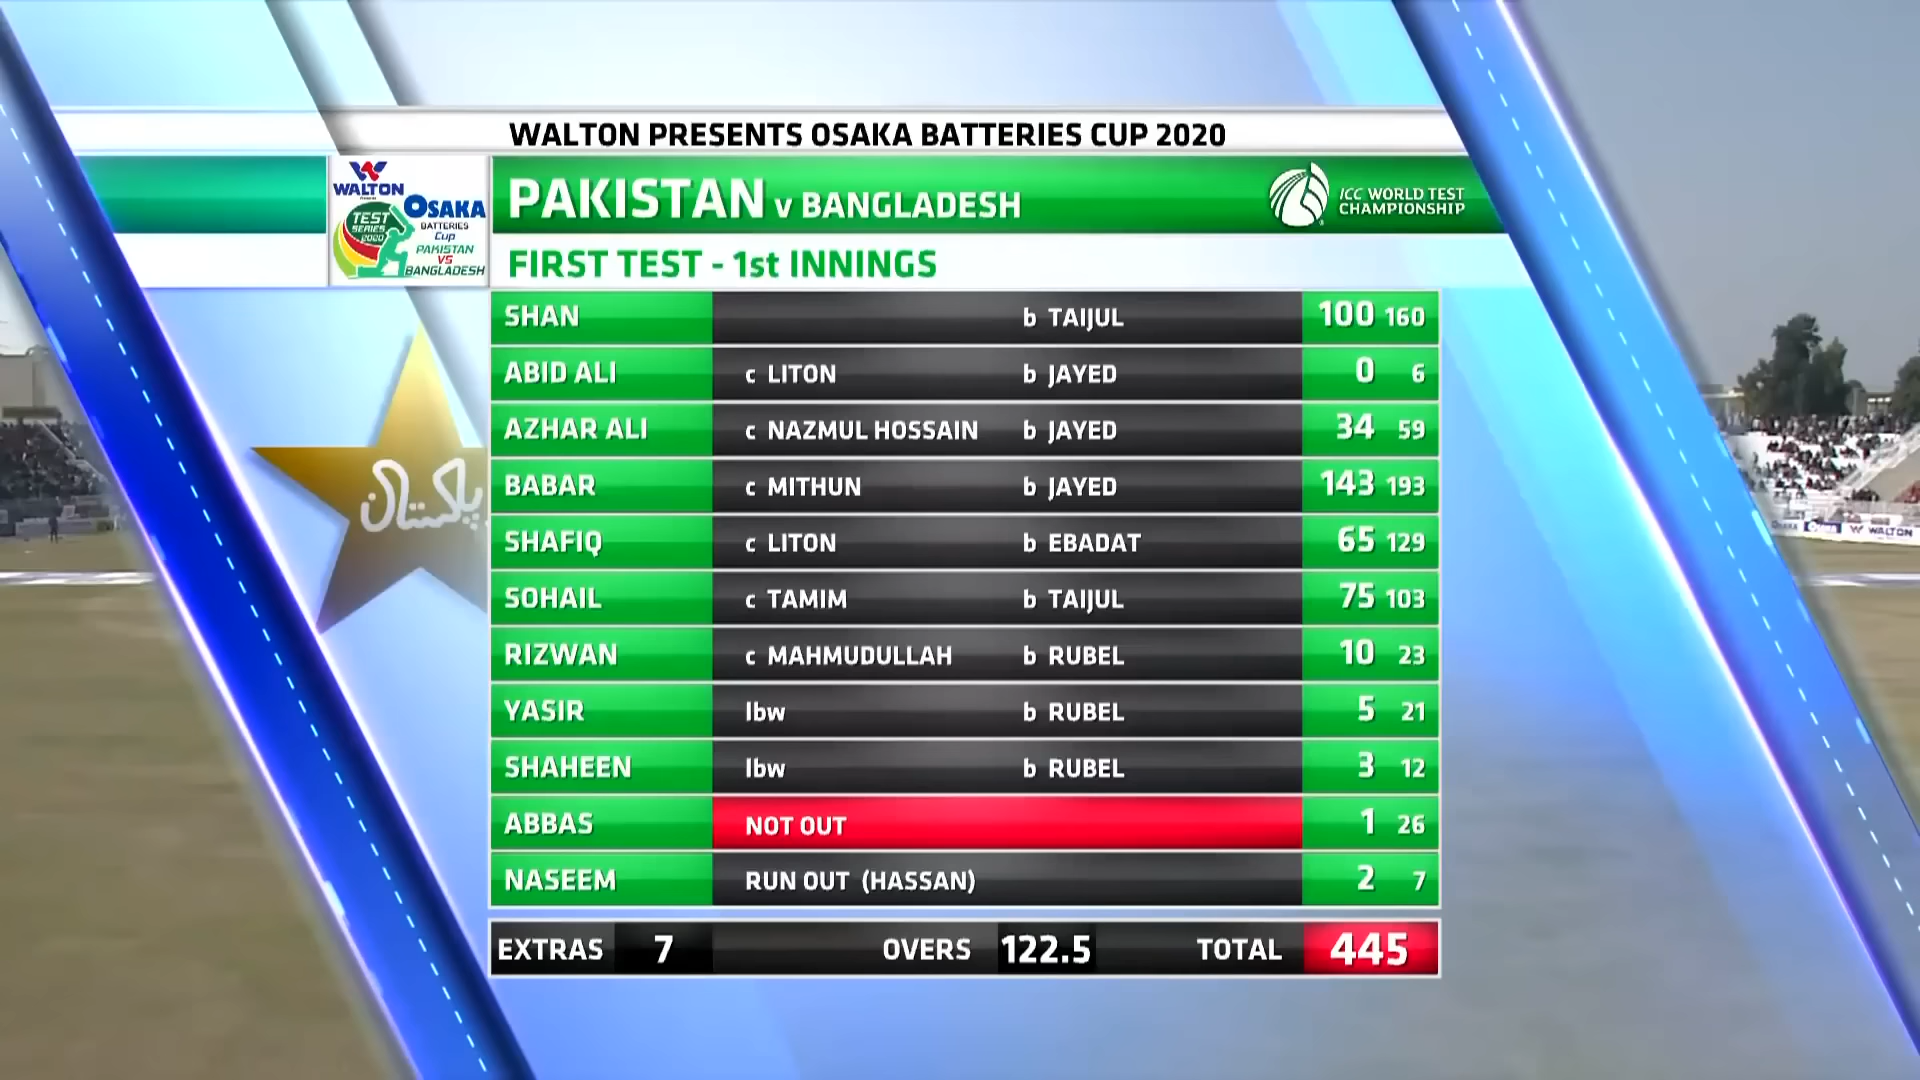 WALTON PRESENTS OSAKA BATTERIES CUP 2020
WALTON
OSAKA
TEST
SERIES
2020
BATTERIES
Cup
PAKISTAN
VS
BANGLADESH
PAKISTAN v BANGLADESH
ICC WORLD TEST
CHAMPIONSHIP
FIRST TEST - 1st INNINGS
SHAN b TAIJUL 100 160
ABID ALI c LITON b JAYED 0 6
AZHAR ALI c NAZMUL HOSSAIN b JAYED 34 59
BABAR c MITHUN b JAYED 143 193
پاکستان
SHAFIQ c LITON b EBADAT 65 129
SOHAIL c TAMIM b TAIJUL 75 103
RIZWAN c MAHMUDULLAH b RUBEL 10 23
YASIR lbw b RUBEL 5 21
SHAHEEN lbw b RUBEL 3 12
ABBAS NOT OUT 1 26
NASEEM RUN OUT (HASSAN) 2 7
EXTRAS 7 OVERS 122.5 TOTAL 445
WALTON